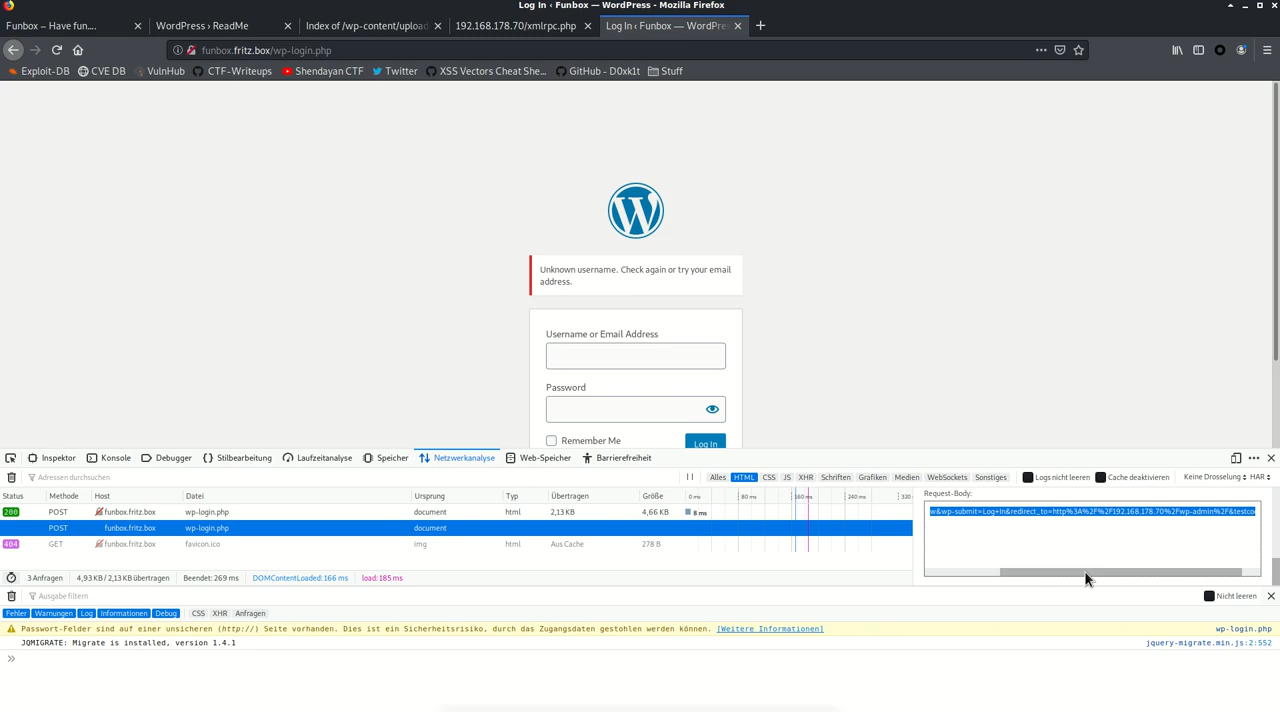 Log In ‹ Funbox — WordPress - Mozilla Firefox
Funbox – Have fun…. WordPress › ReadMe Index of /wp-content/upload 192.168.178.70/xmlrpc.php Log In ‹ Funbox — WordPre
funbox.fritz.box/wp-login.php
Exploit-DB CVE DB VulnHub CTF-Writeups Shendayan CTF Twitter XSS Vectors Cheat She… GitHub - D0xk1t Stuff
Unknown username. Check again or try your email
address.
Username or Email Address
Password
Remember Me Log In
Inspektor Konsole Debugger Stilbearbeitung Laufzeitanalyse Speicher Netzwerkanalyse Web-Speicher Barrierefreiheit
Adressen durchsuchen Alles HTML CSS JS XHR Schriften Grafiken Medien WebSockets Sonstiges Logs nicht leeren Cache deaktivieren Keine Drosselung HAR
Status Methode Host Datei Ursprung Typ Übertragen Größe 0 ms 80 ms 160 ms 240 ms 320 Request-Body:
200 POST funbox.fritz.box wp-login.php document html 2,13 KB 4,66 KB 8 ms w&wp-submit=Log+In&redirect_to=http%3A%2F%2F192.168.178.70%2Fwp-admin%2F&testco
POST funbox.fritz.box wp-login.php document
404 GET funbox.fritz.box favicon.ico img html Aus Cache 278 B
3 Anfragen 4,93 KB / 2,13 KB übertragen Beendet: 269 ms DOMContentLoaded: 166 ms load: 185 ms
Ausgabe filtern Nicht leeren
Fehler Warnungen Log Informationen Debug CSS XHR Anfragen
Passwort-Felder sind auf einer unsicheren (http://) Seite vorhanden. Dies ist ein Sicherheitsrisiko, durch das Zugangsdaten gestohlen werden können. [Weitere Informationen] wp-login.php
JQMIGRATE: Migrate is installed, version 1.4.1 jquery-migrate.min.js:2:552